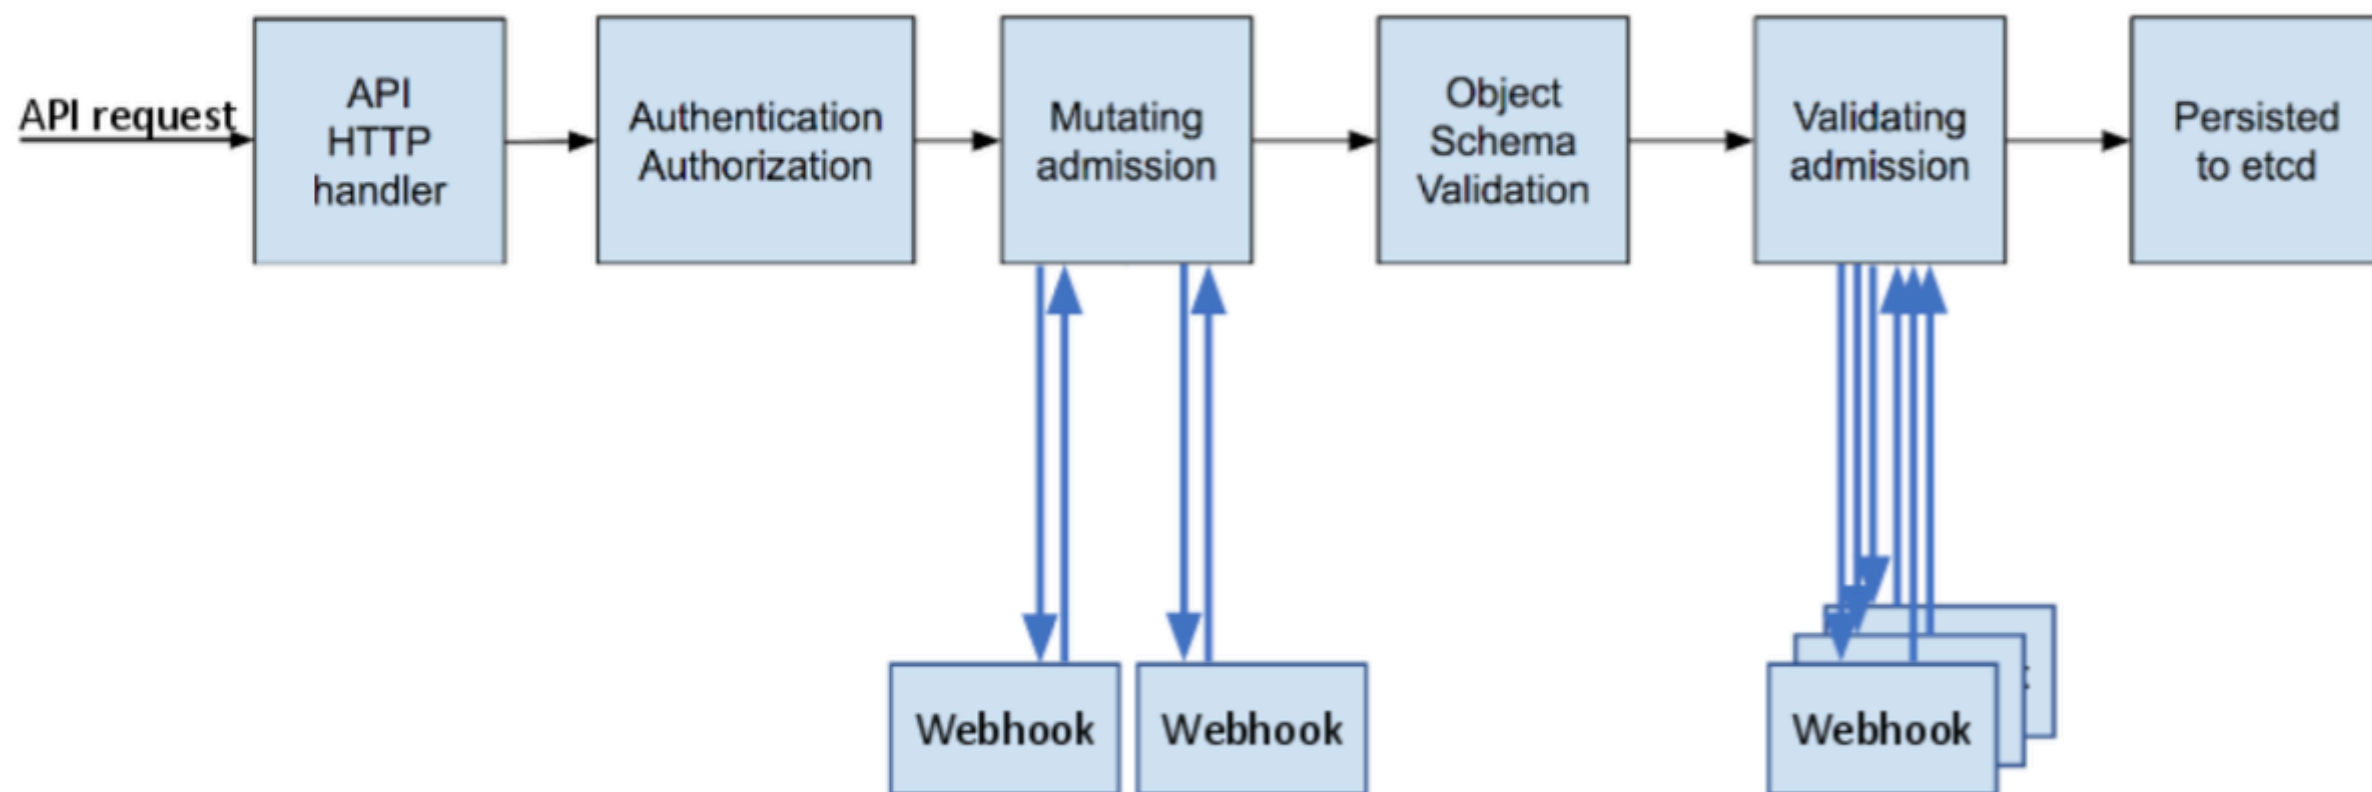 API request
API
HTTP
handler
Authentication
Authorization
Mutating
admission
Object
Schema
Validation
Validating
admission
Persisted
to etcd
Webhook
Webhook
Webhook